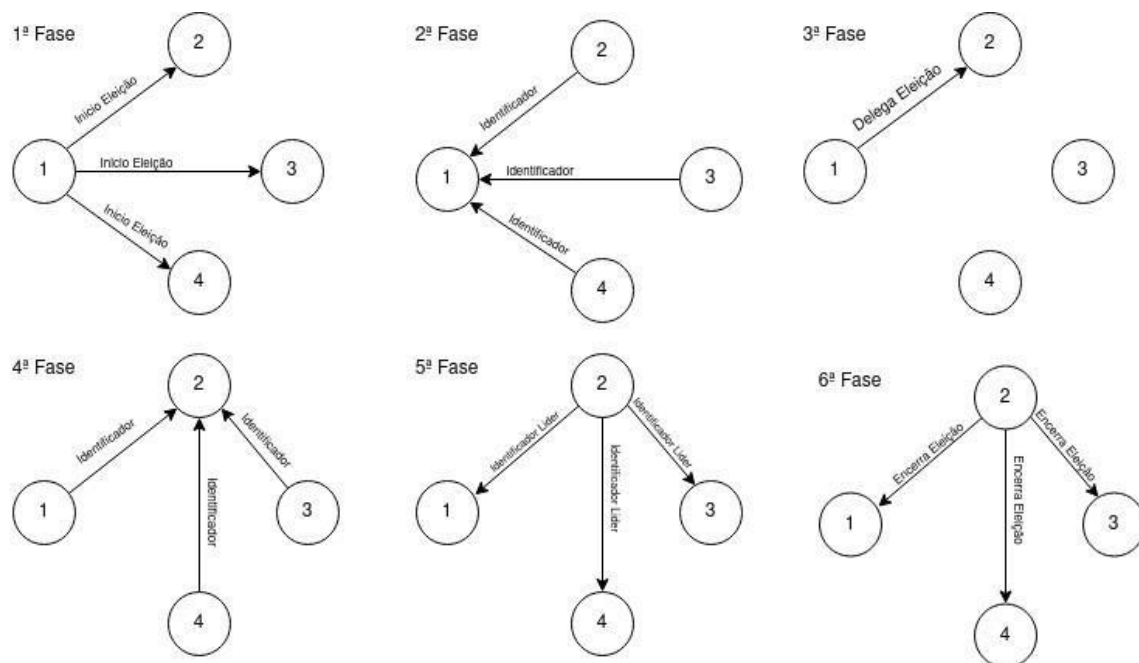 1ª Fase
2
Inicio Eleição
1
Inicio Eleição
3
Inicio Eleição
4
2ª Fase
2
Identificador
1
Identificador
3
Identificador
4
3ª Fase
2
Delega Eleição
1
3
4
4ª Fase
2
Identificador
Identificador
Identificador
1
3
4
5ª Fase
2
Identificador Lider
Identificador Lider
Identificador Lider
1
3
4
6ª Fase
2
Encerra Eleição
Encerra Eleição
Encerra Eleição
1
3
4